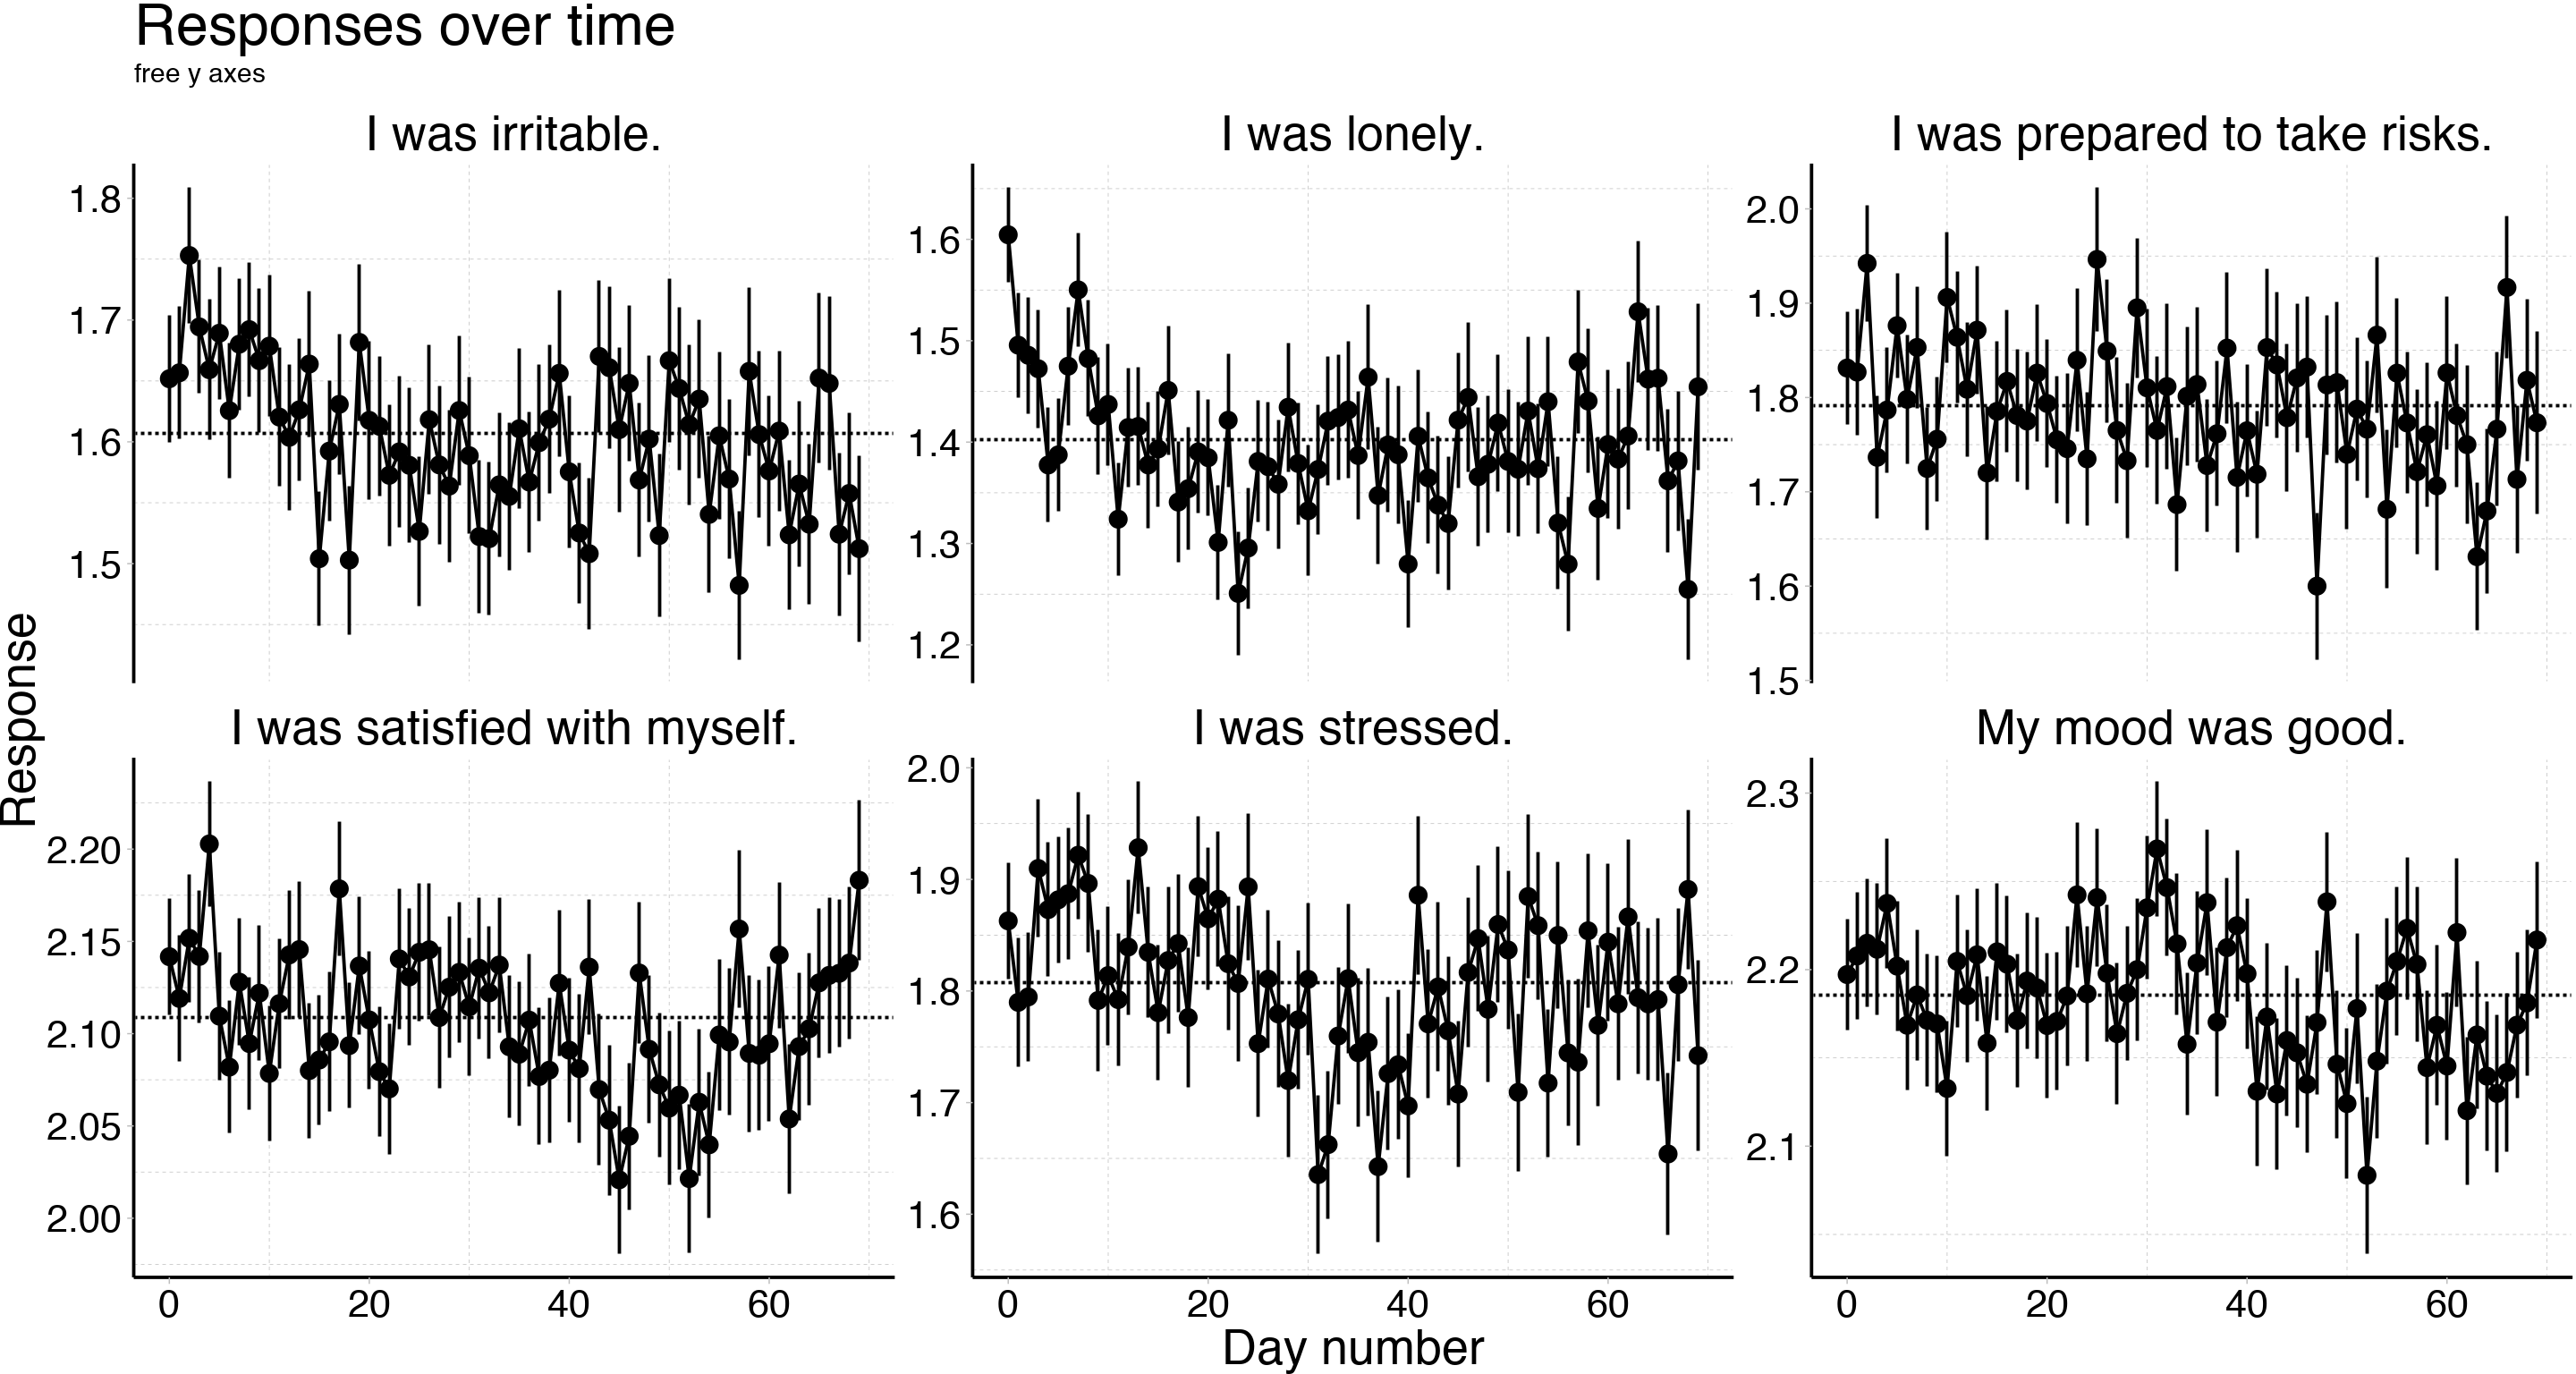 Responses over time
free y axes
I was irritable.
I was lonely.
I was prepared to take risks.
1.8
1.7
1.6
1.5
1.6
1.5
1.4
1.3
1.2
2.0
1.9
1.8
1.7
1.6
1.5
Response
I was satisfied with myself.
I was stressed.
My mood was good.
2.20
2.15
2.10
2.05
2.00
2.0
1.9
1.8
1.7
1.6
2.3
2.2
2.1
0 20 40 60
0 20 40 60
0 20 40 60
Day number